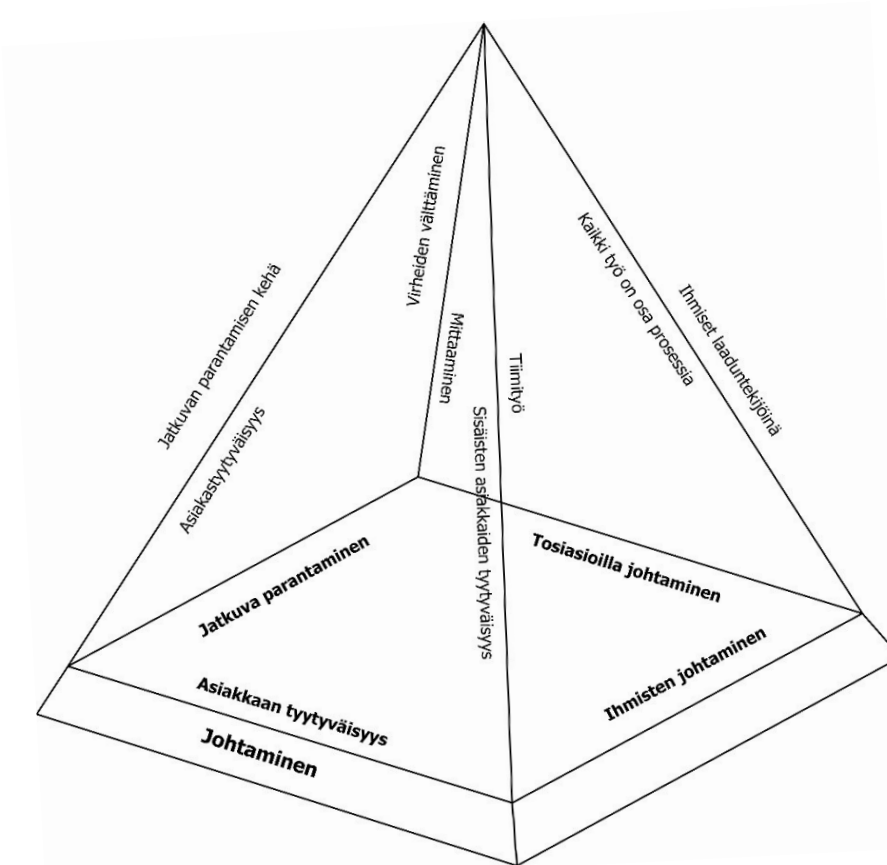 Virheiden välttäminen
Kaikki työ on osa prosessia
Jatkuvan parantamisen kehä
Ihmiset laaduntekijöinä
Mittaaminen
Tiimityö
Asiakastyytyväisyys
Sisäisten asiakkaiden tyytyväisyys
Jatkuva parantaminen
Tosiasioilla johtaminen
Asiakkaan tyytyväisyys
Ihmisten johtaminen
Johtaminen